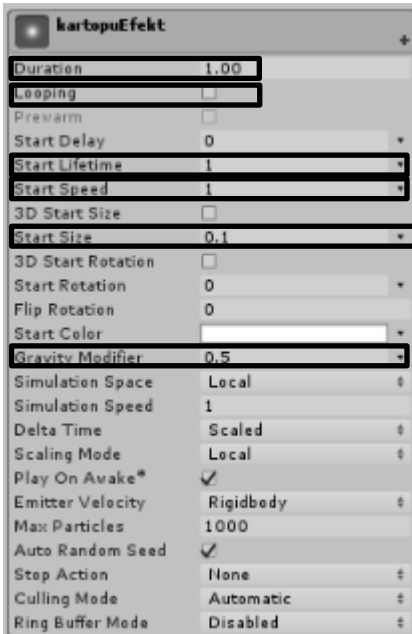 kartopuEfekt
Duration 1.00
Looping
Prewarm
Start Delay 0
Start Lifetime 1
Start Speed 1
3D Start Size
Start Size 0.1
3D Start Rotation
Start Rotation 0
Flip Rotation 0
Start Color
Gravity Modifier 0.5
Simulation Space Local
Simulation Speed 1
Delta Time Scaled
Scaling Mode Local
Play On Awake*
Emitter Velocity Rigidbody
Max Particles 1000
Auto Random Seed
Stop Action None
Culling Mode Automatic
Ring Buffer Mode Disabled